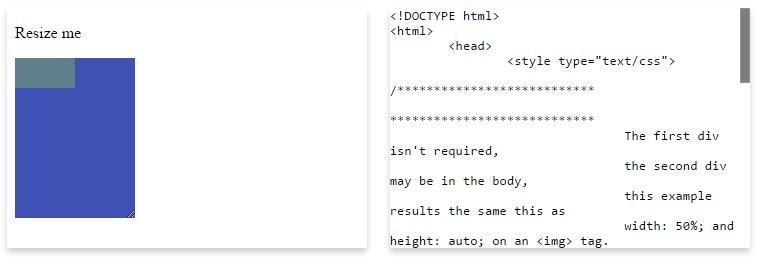 Resize me
<!DOCTYPE html>
<html>
<head>
<style type="text/css">
/***************************
***************************
The first div
isn't required,
the second div
may be in the body,
this example
results the same this as
width: 50%; and
height: auto; on an <img> tag.